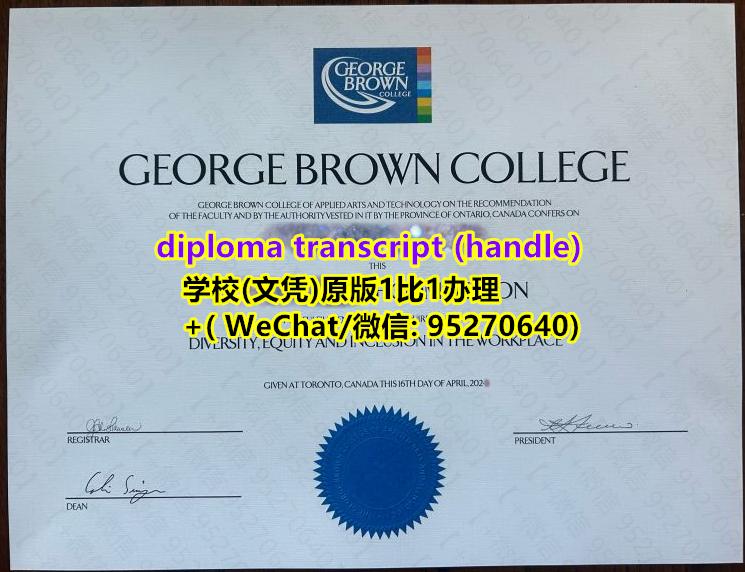 GEORGE
BROWN
COLLEGE
GEORGE BROWN COLLEGE
GEORGE BROWN COLLEGE OF APPLIED ARTS AND TECHNOLOGY ON THE RECOMMENDATION
OF THE FACULTY AND BY THE AUTHORITY VESTED IN IT BY THE PROVINCE OF ONTARIO, CANADA CONFERS ON
diploma transcript (handle)
THIS
学校(文凭)原版1比1办理
+( WeChat/微信: 95270640)
DIVERSITY, EQUITY AND INCLUSION IN THE WORKPLACE
GIVEN AT TORONTO, CANADA THIS 16TH DAY OF APRIL, 202
REGISTRAR
PRESIDENT
DEAN